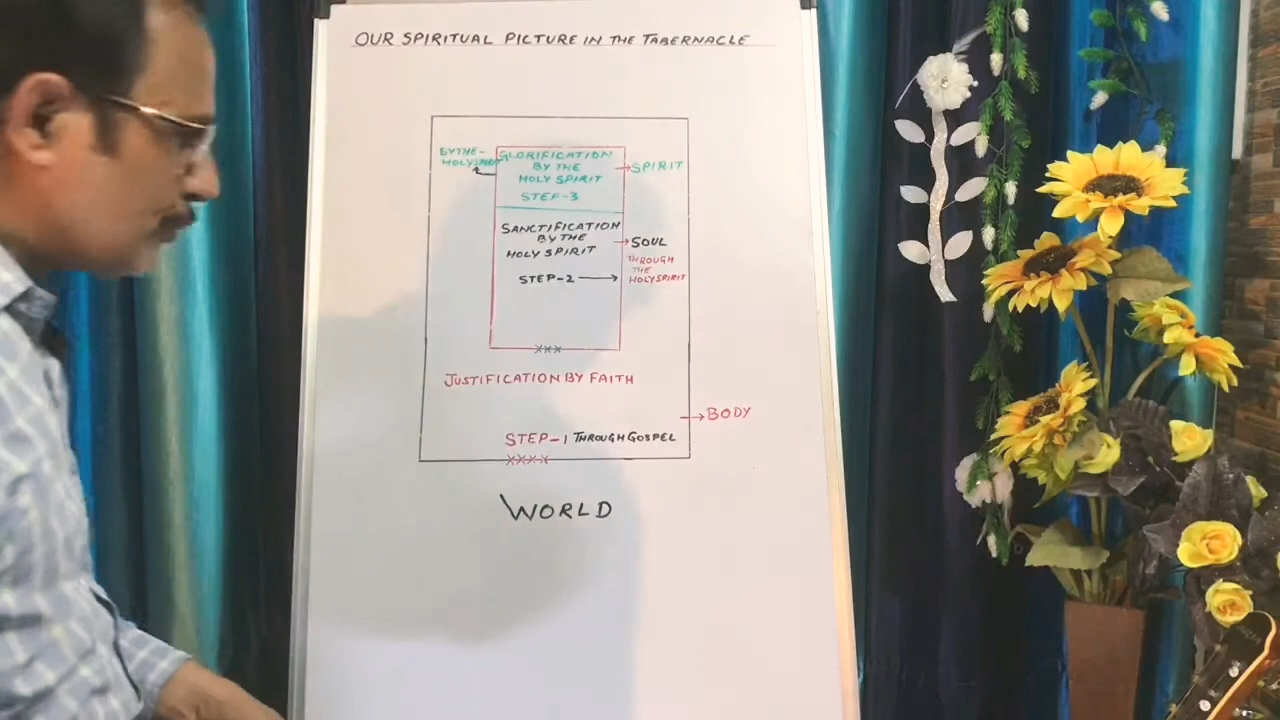 OUR SPIRITUAL PICTURE IN THE TABERNACLE
BY THE-
HOLY SPIRIT
GLORIFICATION
BY THE
HOLY SPIRIT
STEP-3
SPIRIT
SANCTIFICATION
BY THE
HOLY SPIRIT
STEP-2
SOUL
THROUGH
THE
HOLY SPIRIT
JUSTIFICATION BY FAITH
BODY
STEP-1 THROUGH GOSPEL
WORLD